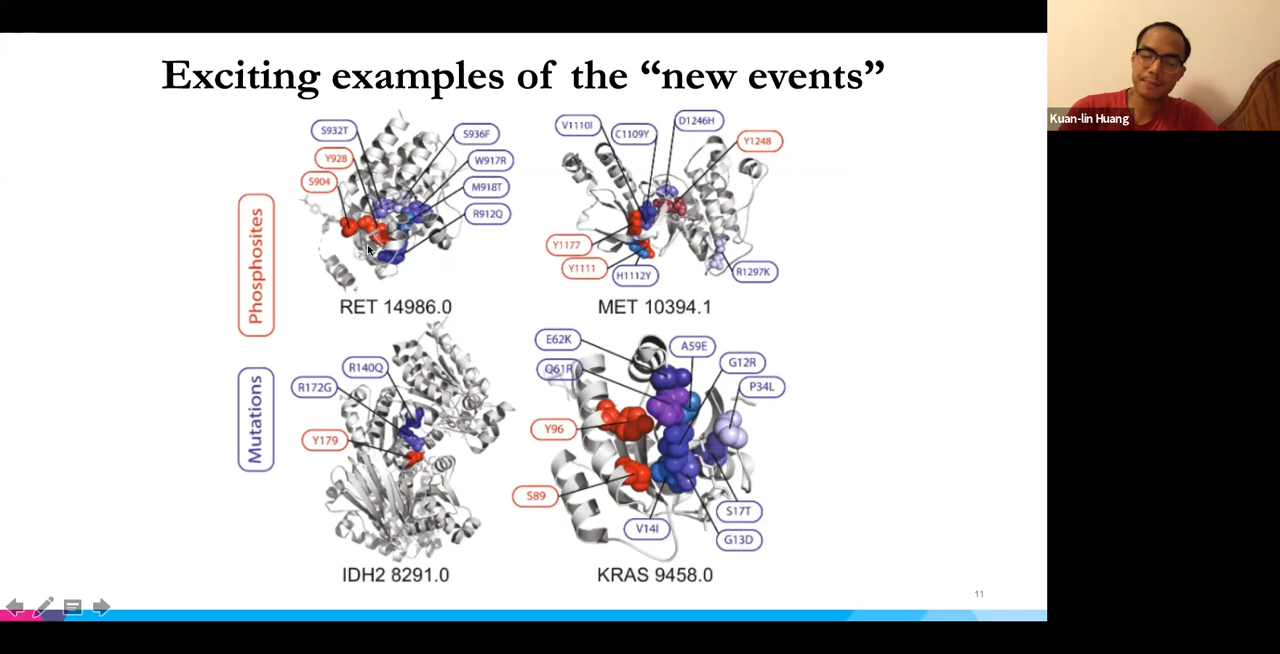 Exciting examples of the “new events”
Kuan-lin Huang
Phosphosites
Mutations
S932T
Y928
S904
S936F
W917R
M918T
R912Q
RET 14986.0
V1110I
C1109Y
D1246H
Y1248
Y1177
Y1111
H1112Y
R1297K
MET 10394.1
R140Q
R172G
Y179
IDH2 8291.0
E62K
Q61R
A59E
G12R
P34L
Y96
S89
V14I
S17T
G13D
KRAS 9458.0
11